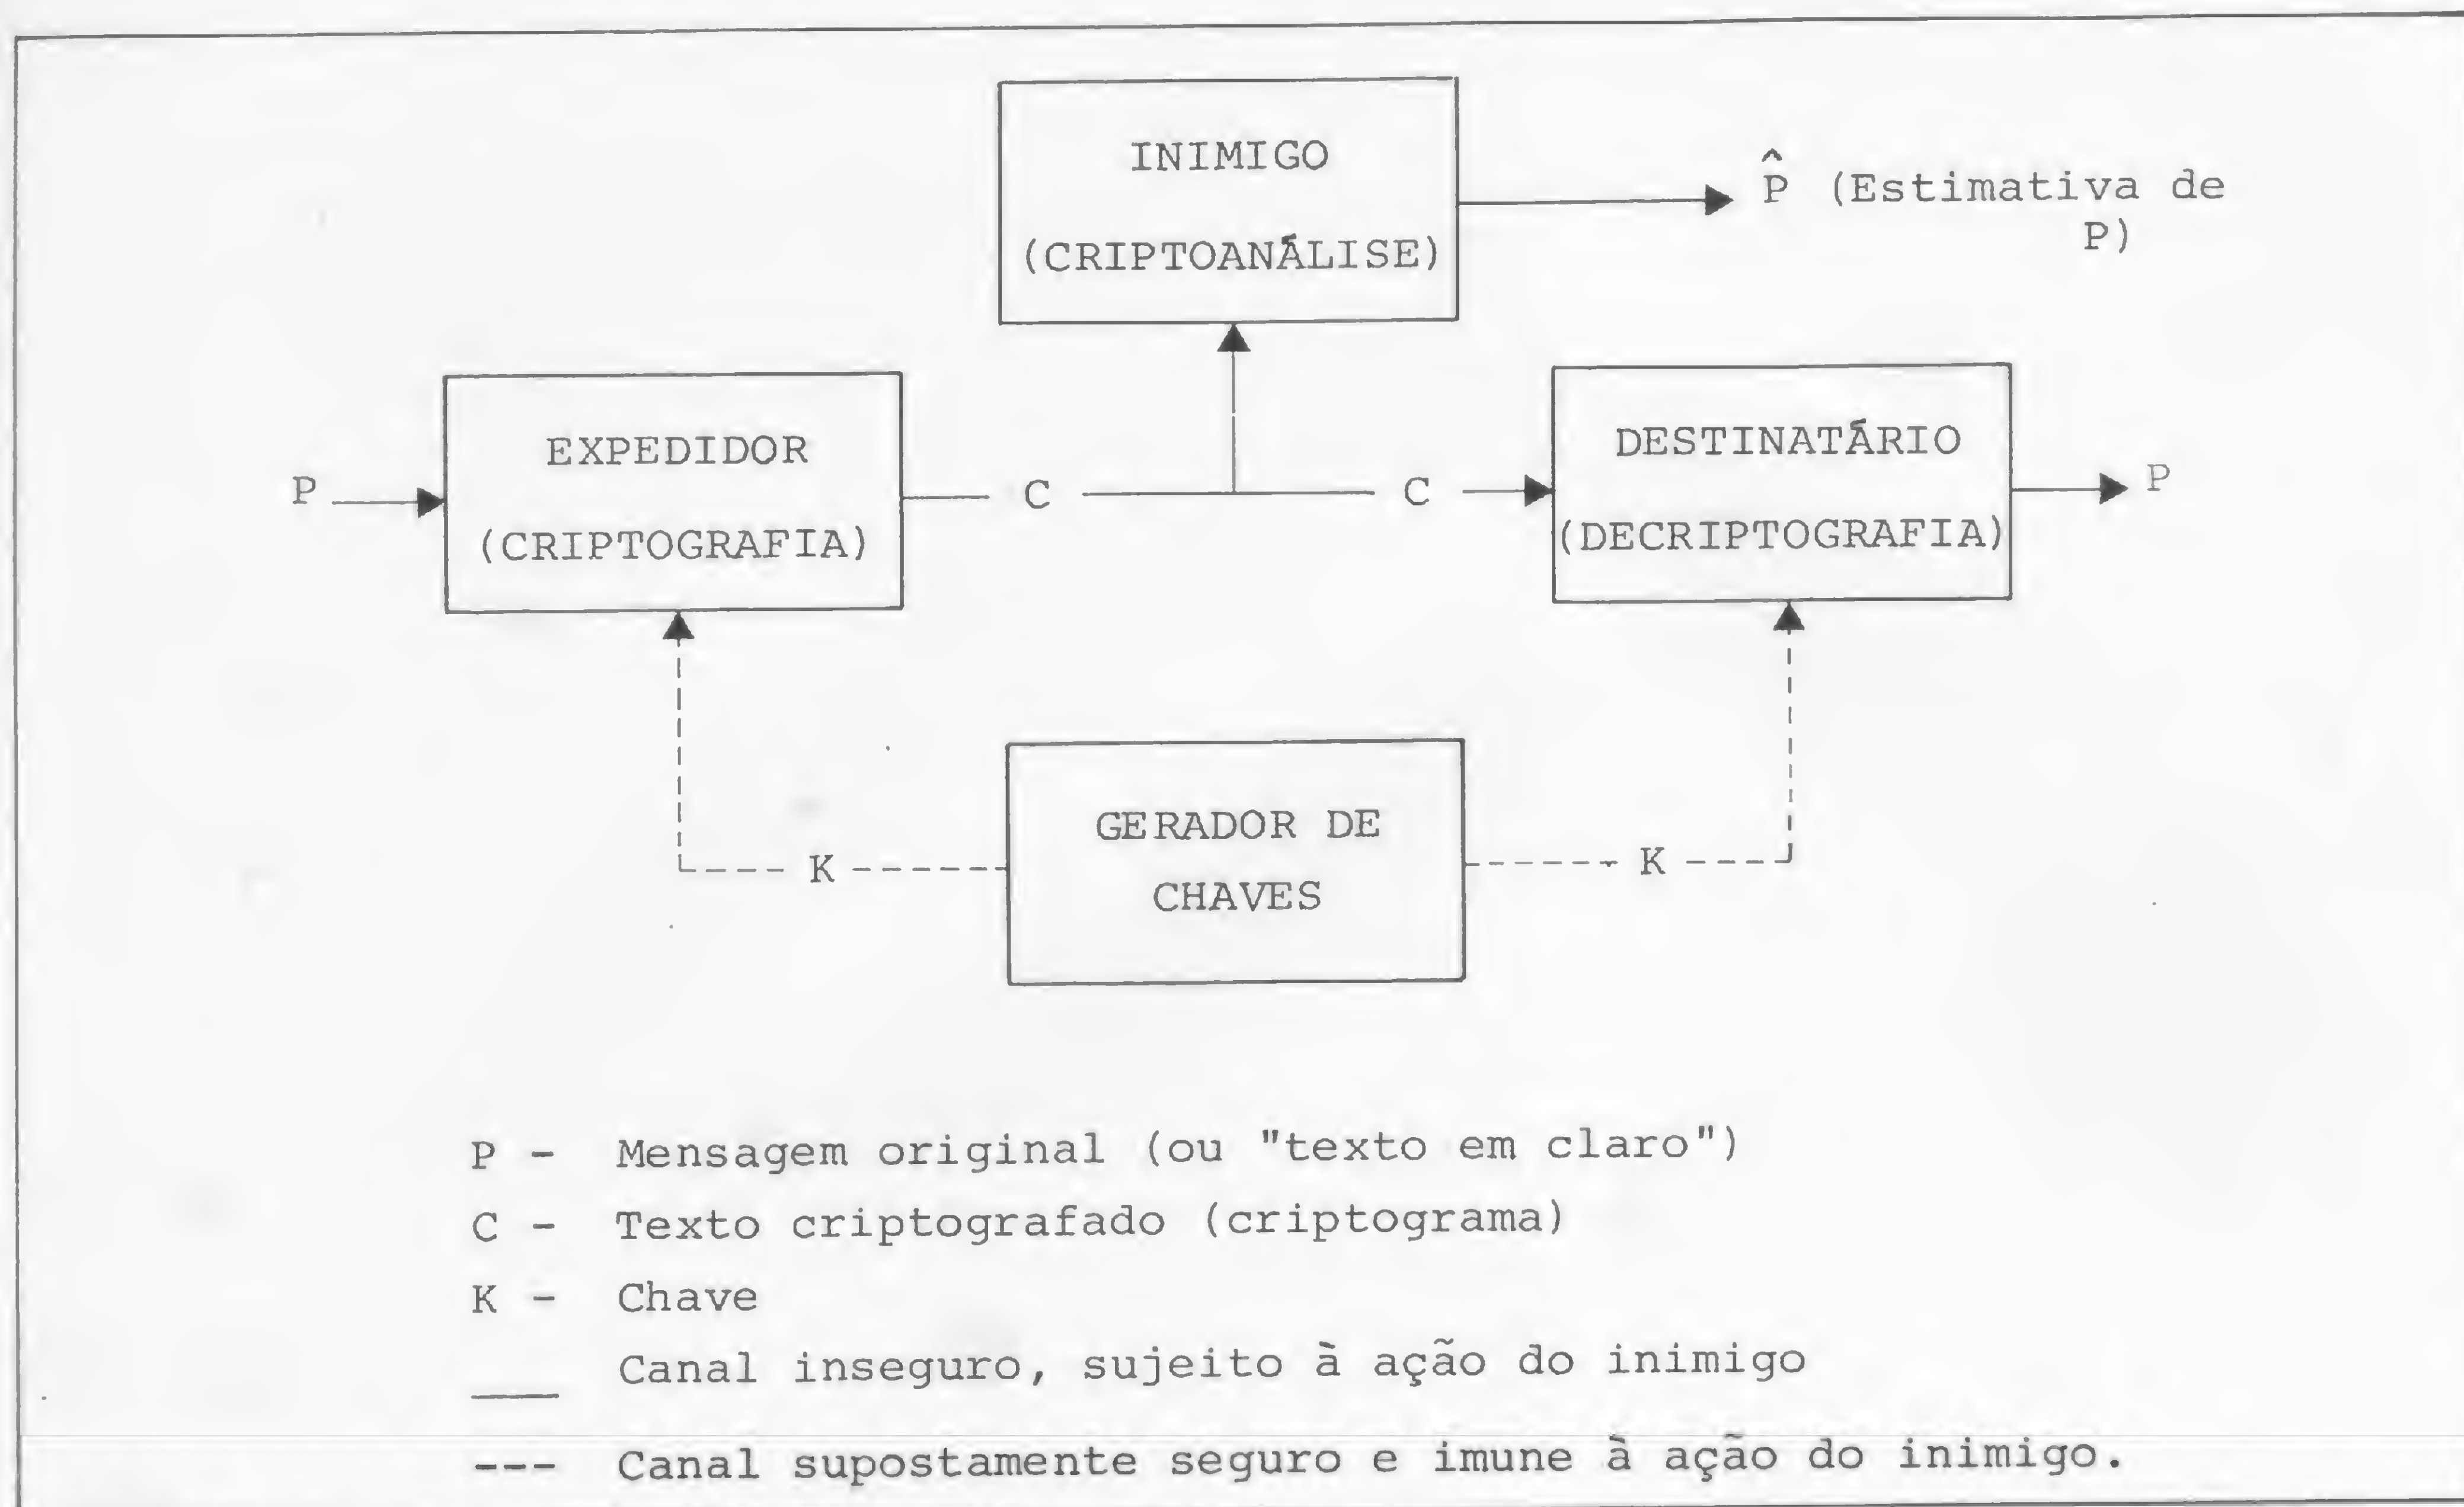 INIMIGO
(CRIPTOANÁLISE)
P̂ (Estimativa de
P)
EXPEDIDOR
(CRIPTOGRAFIA)
DESTINATÁRIO
(DECRIPTOGRAFIA)
P
C
C
P
K
GERADOR DE
CHAVES
K
P - Mensagem original (ou "texto em claro")
C - Texto criptografado (criptograma)
K - Chave
___ Canal inseguro, sujeito à ação do inimigo
--- Canal supostamente seguro e imune à ação do inimigo.